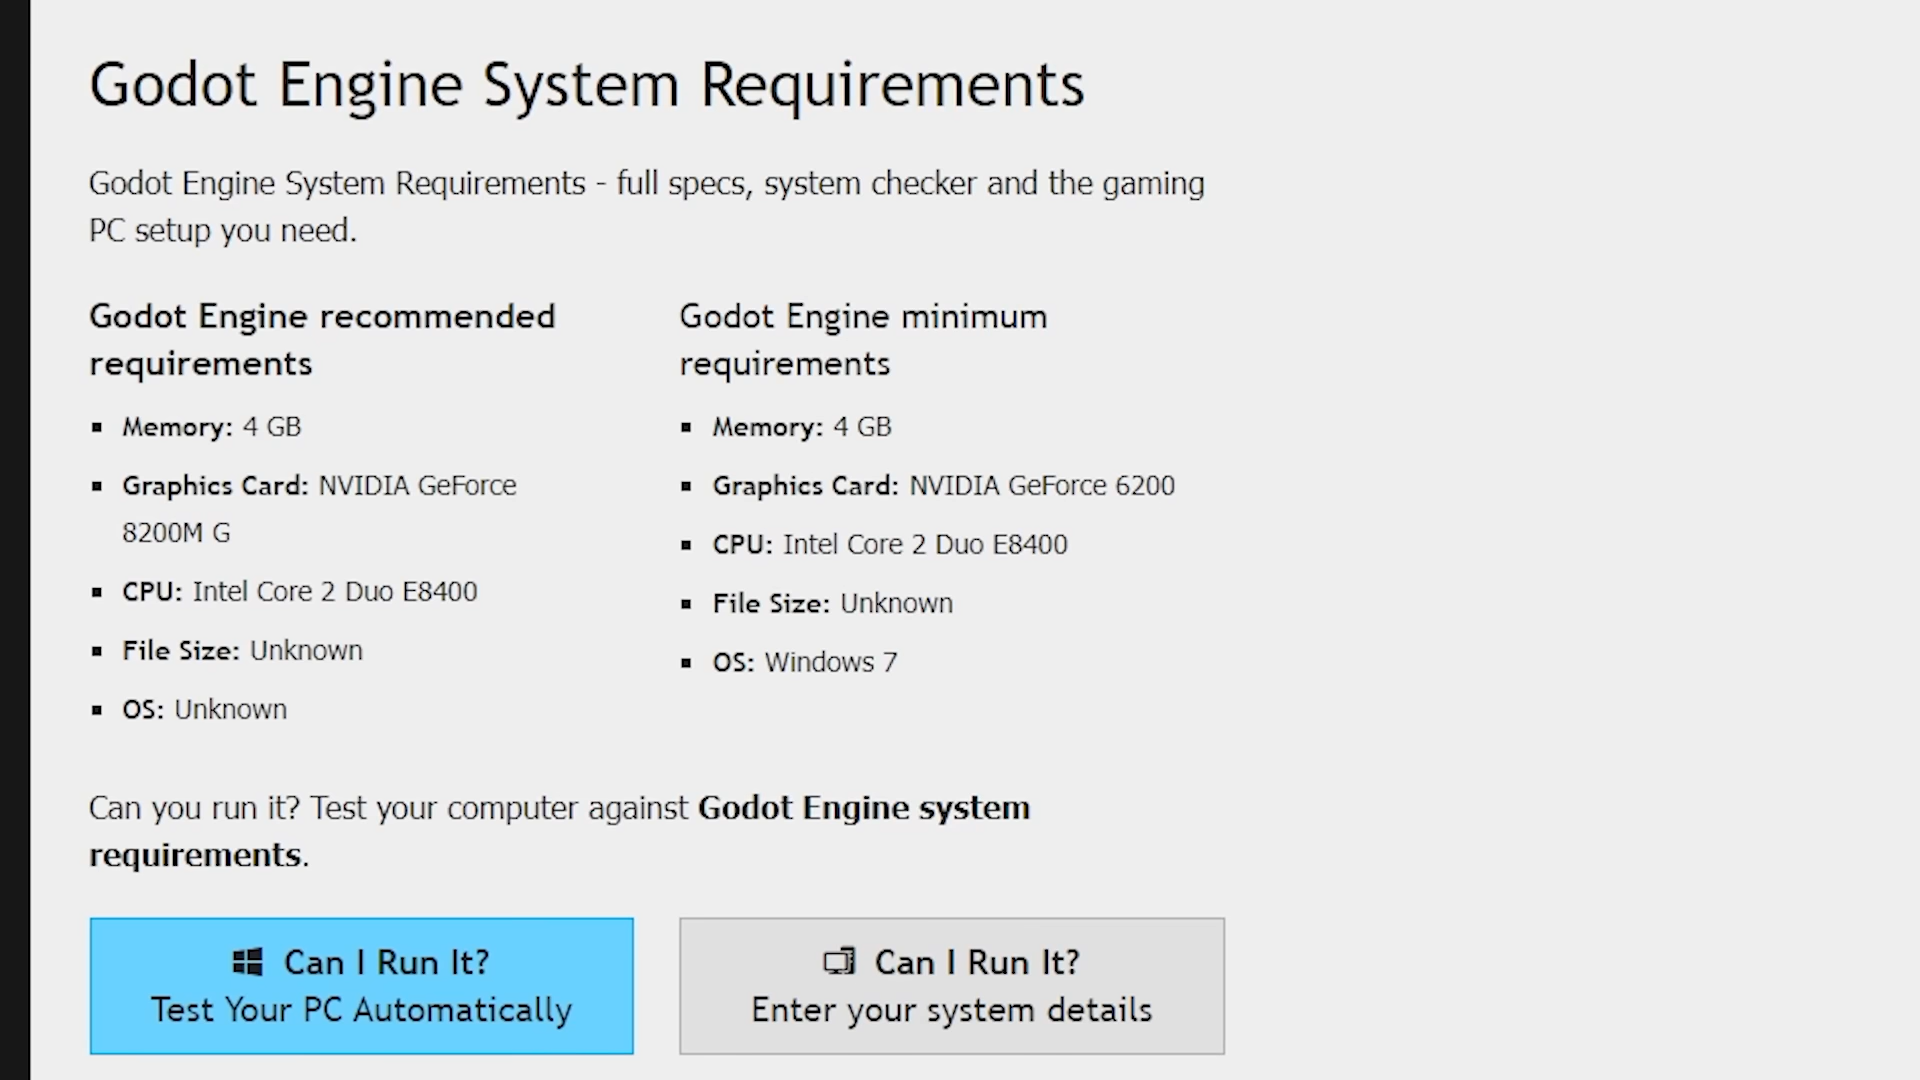 Godot Engine System Requirements
Godot Engine System Requirements - full specs, system checker and the gaming
PC setup you need.
Godot Engine recommended
requirements
Memory: 4 GB
Graphics Card: NVIDIA GeForce
8200M G
CPU: Intel Core 2 Duo E8400
File Size: Unknown
OS: Unknown
Godot Engine minimum
requirements
Memory: 4 GB
Graphics Card: NVIDIA GeForce 6200
CPU: Intel Core 2 Duo E8400
File Size: Unknown
OS: Windows 7
Can you run it? Test your computer against Godot Engine system
requirements.
Can I Run It?
Test Your PC Automatically
Can I Run It?
Enter your system details